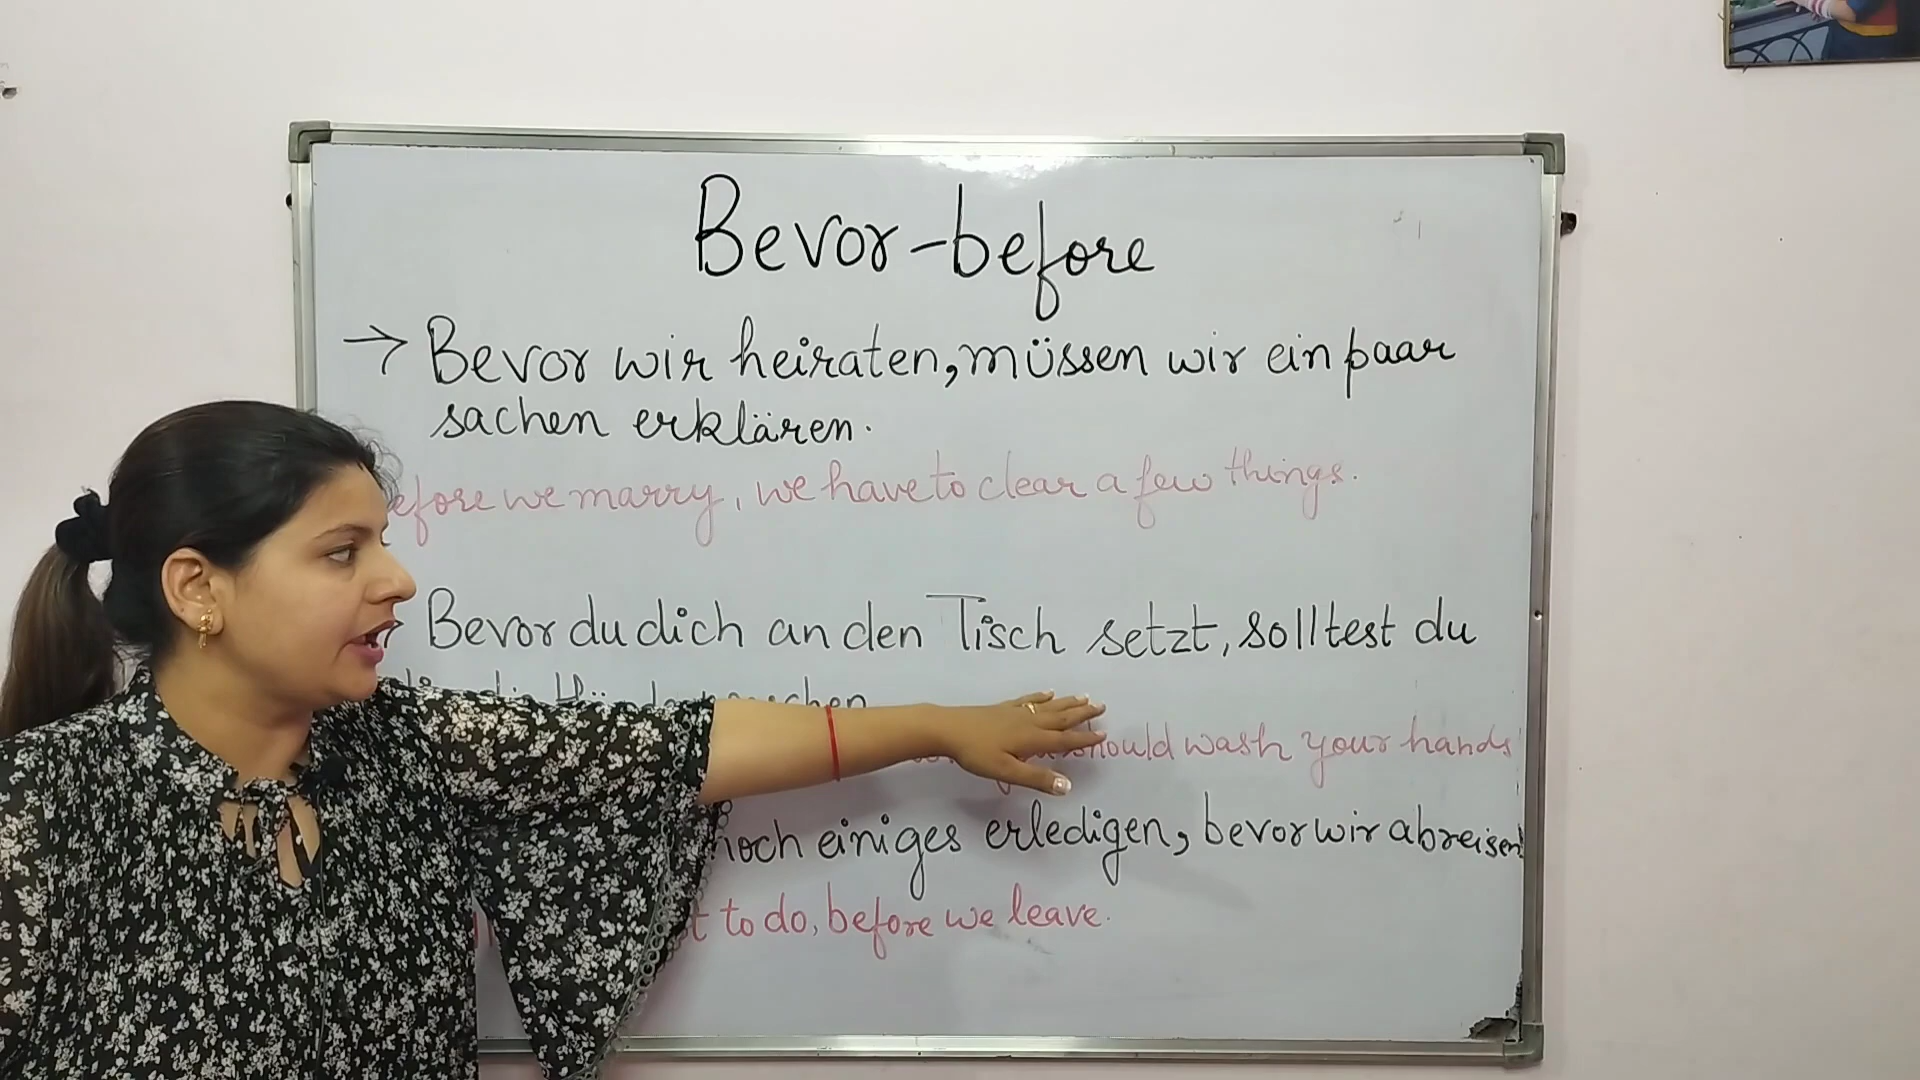 Bevor - before
→ Bevor wir heiraten, müssen wir ein paar
sachen erklären.
efore we marry, we have to clear a few things.
Bevor du dich an den Tisch setzt, solltest du
should wash your hands
noch einiges erledigen, bevor wir abreisen
to do, before we leave.